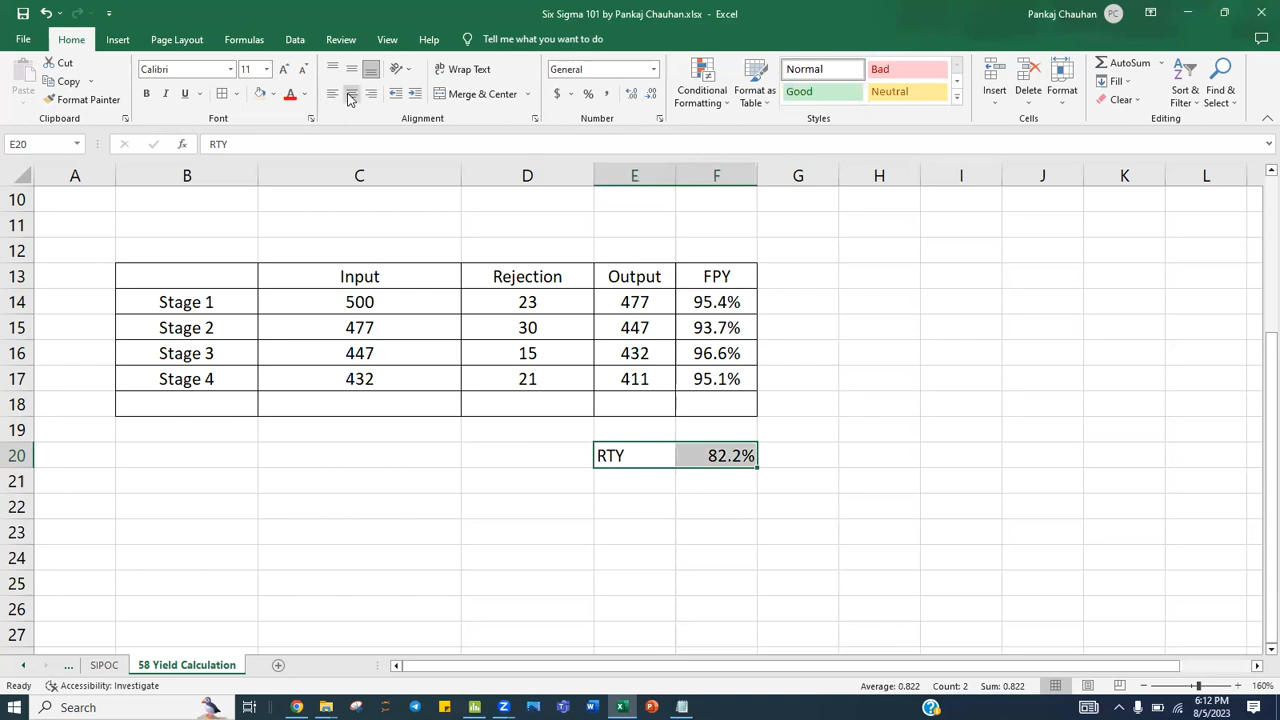 Six Sigma 101 by Pankaj Chauhan.xlsx - Excel
Pankaj Chauhan
PC
File
Home
Insert
Page Layout
Formulas
Data
Review
View
Help
Tell me what you want to do
Paste
Cut
Copy
Format Painter
Clipboard
Calibri
11
B I U
Font
Wrap Text
Merge & Center
Alignment
General
$ % ,
Number
Conditional Formatting
Format as Table
Normal
Bad
Good
Neutral
Styles
Insert
Delete
Format
Cells
AutoSum
Fill
Clear
Sort & Filter
Find & Select
Editing
E20
fx
RTY
A B C D E F G H I J K L
10
11
12
13 Input Rejection Output FPY
14 Stage 1 500 23 477 95.4%
15 Stage 2 477 30 447 93.7%
16 Stage 3 447 15 432 96.6%
17 Stage 4 432 21 411 95.1%
18
19
20 RTY 82.2%
21
22
23
24
25
26
27
... SIPOC 58 Yield Calculation
Ready Accessibility: Investigate Average: 0.822 Count: 2 Sum: 0.822 160%
Search
6:12 PM
8/5/2023